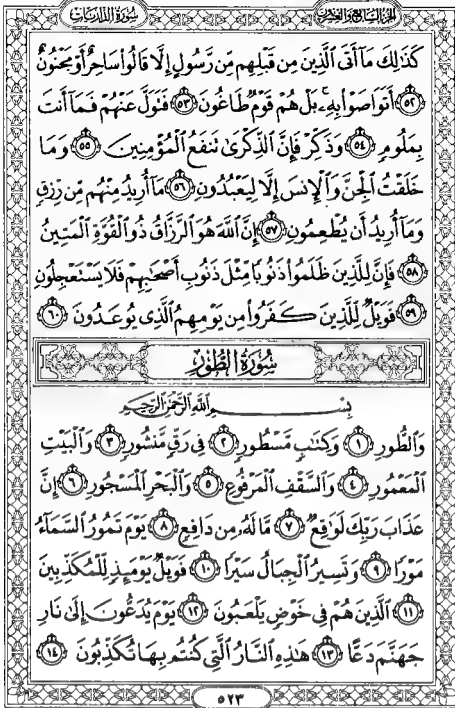 الجزء السابع والعشرون
سورة الذاريات
كَذَٰلِكَ مَآ أَتَى ٱلَّذِينَ مِن قَبْلِهِم مِّن رَّسُولٍ إِلَّا قَالُوا۟ سَاحِرٌ أَوْ مَجْنُونٌ
٥٢ أَتَوَاصَوْا۟ بِهِۦ ۚ بَلْ هُمْ قَوْمٌ طَاغُونَ ٥٣ فَتَوَلَّ عَنْهُمْ فَمَآ أَنتَ
بِمَلُومٍ ٥٤ وَذَكِّرْ فَإِنَّ ٱلذِّكْرَىٰ تَنفَعُ ٱلْمُؤْمِنِينَ ٥٥ وَمَا
خَلَقْتُ ٱلْجِنَّ وَٱلْإِنسَ إِلَّا لِيَعْبُدُونِ ٥٦ مَآ أُرِيدُ مِنْهُم مِّن رِّزْقٍ
وَمَآ أُرِيدُ أَن يُطْعِمُونِ ٥٧ إِنَّ ٱللَّهَ هُوَ ٱلرَّزَّاقُ ذُو ٱلْقُوَّةِ ٱلْمَتِينُ
٥٨ فَإِنَّ لِلَّذِينَ ظَلَمُوا۟ ذَنُوبًا مِّثْلَ ذَنُوبِ أَصْحَـٰبِهِمْ فَلَا يَسْتَعْجِلُونِ
٥٩ فَوَيْلٌ لِّلَّذِينَ كَفَرُوا۟ مِن يَوْمِهِمُ ٱلَّذِى يُوعَدُونَ ٦٠
سُورَةُ الطُّورِ
بِسْمِ ٱللَّهِ ٱلرَّحْمَـٰنِ ٱلرَّحِيمِ
وَٱلطُّورِ ١ وَكِتَـٰبٍ مَّسْطُورٍ ٢ فِى رَقٍّ مَّنشُورٍ ٣ وَٱلْبَيْتِ
ٱلْمَعْمُورِ ٤ وَٱلسَّقْفِ ٱلْمَرْفُوعِ ٥ وَٱلْبَحْرِ ٱلْمَسْجُورِ ٦ إِنَّ
عَذَابَ رَبِّكَ لَوَٰقِعٌ ٧ مَّا لَهُۥ مِن دَافِعٍ ٨ يَوْمَ تَمُورُ ٱلسَّمَآءُ
مَوْرًا ٩ وَتَسِيرُ ٱلْجِبَالُ سَيْرًا ١٠ فَوَيْلٌ يَوْمَئِذٍ لِّلْمُكَذِّبِينَ
١١ ٱلَّذِينَ هُمْ فِى خَوْضٍ يَلْعَبُونَ ١٢ يَوْمَ يُدَعُّونَ إِلَىٰ نَارِ
جَهَنَّمَ دَعًّا ١٣ هَـٰذِهِ ٱلنَّارُ ٱلَّتِى كُنتُم بِهَا تُكَذِّبُونَ ١٤
٥٢٣